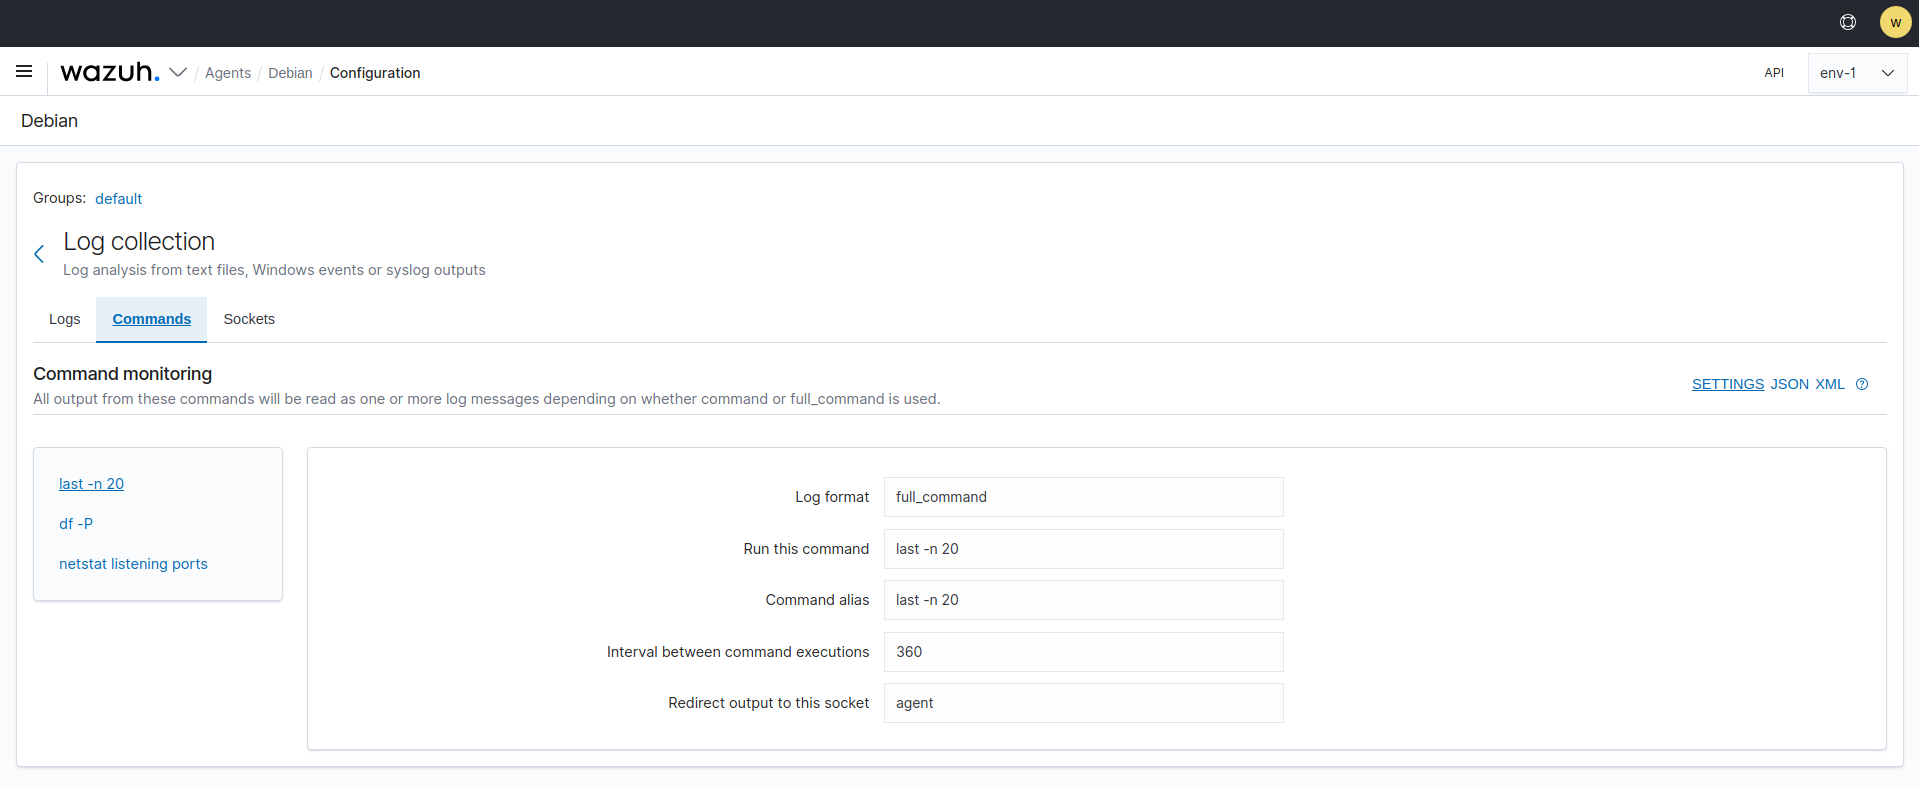 W
wazuh. / Agents / Debian / Configuration API env-1
Debian
Groups: default
Log collection
Log analysis from text files, Windows events or syslog outputs
Logs Commands Sockets
Command monitoring
All output from these commands will be read as one or more log messages depending on whether command or full_command is used.
SETTINGS JSON XML
last -n 20
df -P
netstat listening ports
Log format full_command
Run this command last -n 20
Command alias last -n 20
Interval between command executions 360
Redirect output to this socket agent